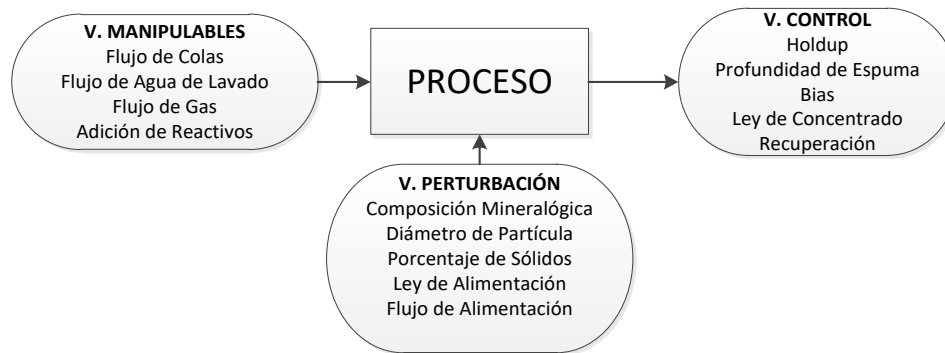 V. MANIPULABLES
Flujo de Colas
Flujo de Agua de Lavado
Flujo de Gas
Adición de Reactivos
PROCESO
V. CONTROL
Holdup
Profundidad de Espuma
Bias
Ley de Concentrado
Recuperación
V. PERTURBACIÓN
Composición Mineralógica
Diámetro de Partícula
Porcentaje de Sólidos
Ley de Alimentación
Flujo de Alimentación